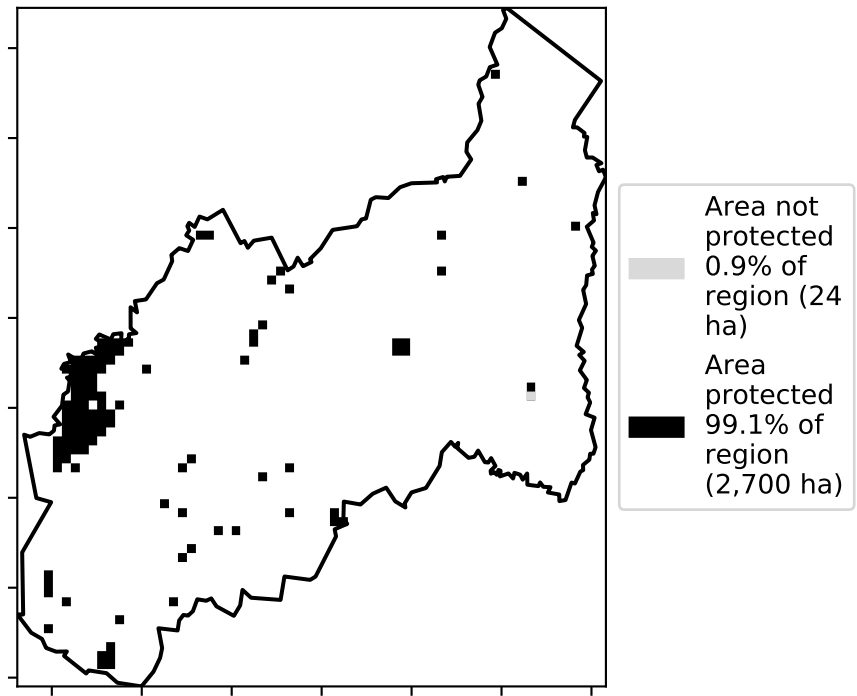 Area not
protected
0.9% of
region (24
ha)
Area
protected
99.1% of
region
(2,700 ha)